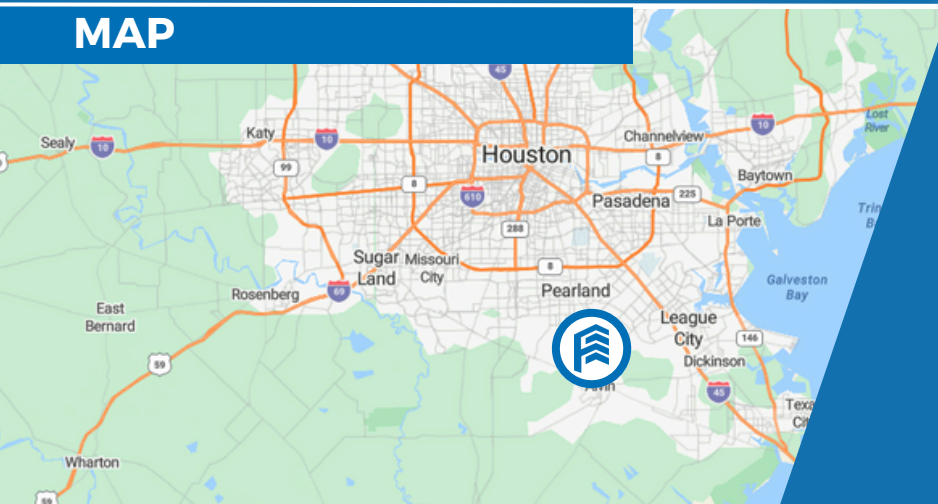 MAP
45
10
Lost
River
Sealy
10
Katy
10
Channelview
Houston
8
99
8
Baytown
610
Pasadena
225
La Porte
288
Sugar
Land
Missouri
City
8
Galveston
Bay
69
Rosenberg
Pearland
East
Bernard
League
City
146
Dickinson
59
45
Wharton
59